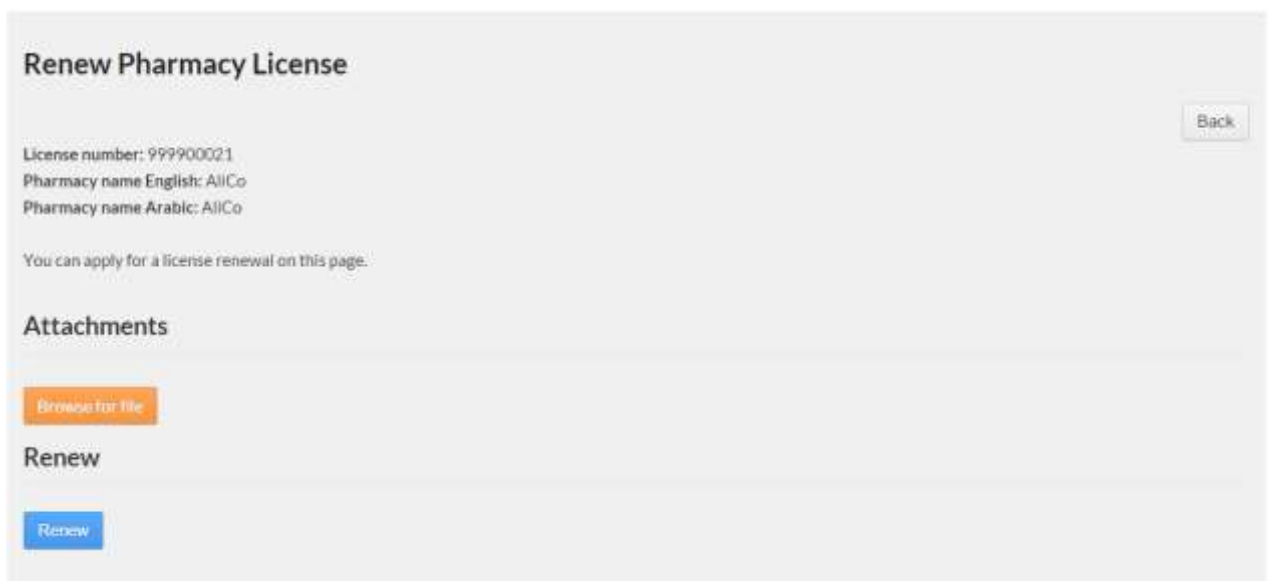 Renew Pharmacy License
Back
License number: 999900021
Pharmacy name English: AliCo
Pharmacy name Arabic: AliCo
You can apply for a license renewal on this page.
Attachments
Browse for file
Renew
Renew